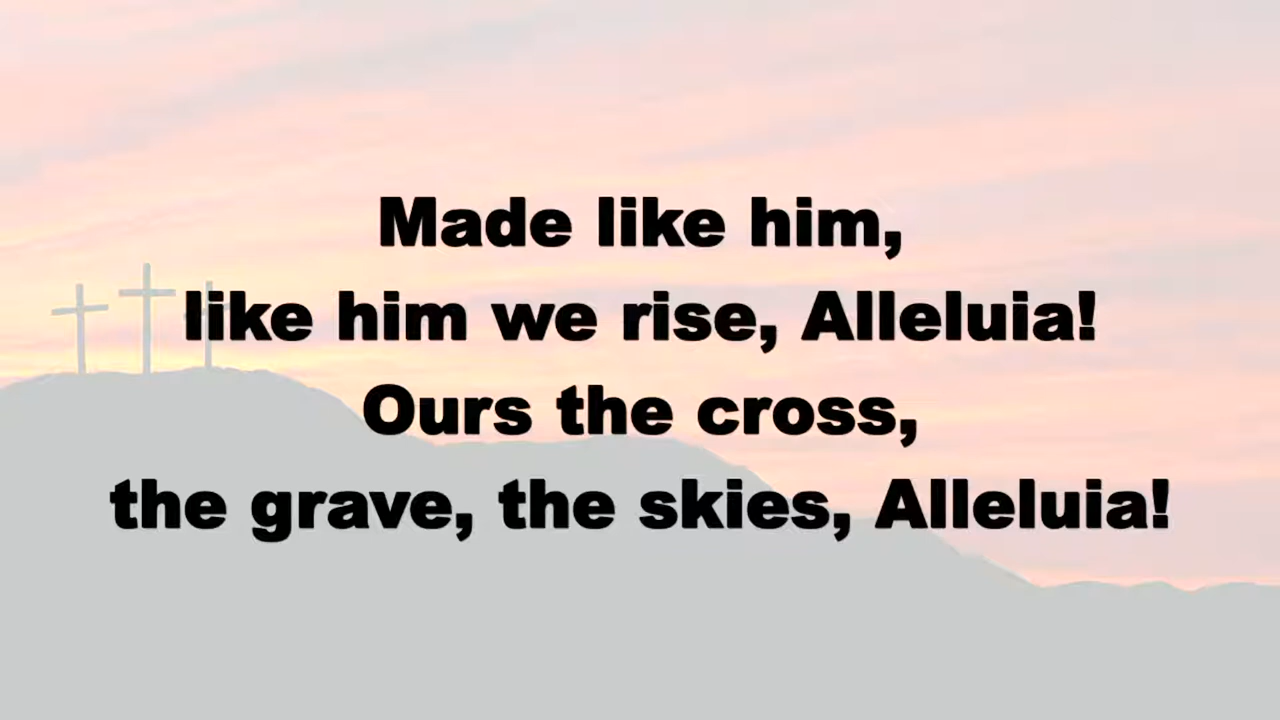 Made like him,
like him we rise, Alleluia!
Ours the cross,
the grave, the skies, Alleluia!